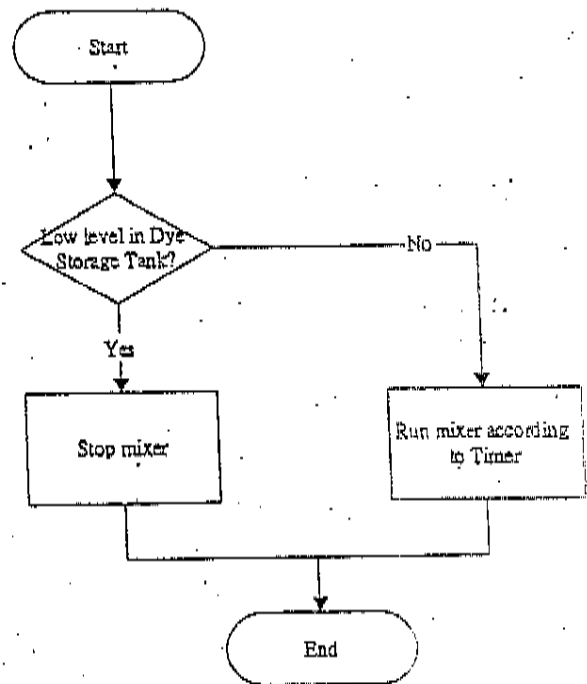 Start
Low level in Dye
Storage Tank?
No
Yes
Stop mixer
Run mixer according
to Timer
End